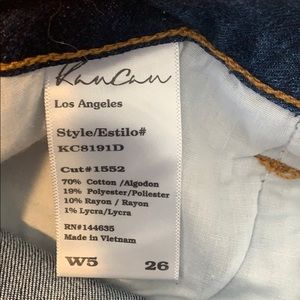 KanCan
Los Angeles
Style/Estilo#
KC8191D
Cut#1552
70% Cotton /Algodon
19% Polyester/Poliester
10% Rayon / Rayon
1% Lycra/Lycra
RN#144635
Made in Vietnam
W5 26